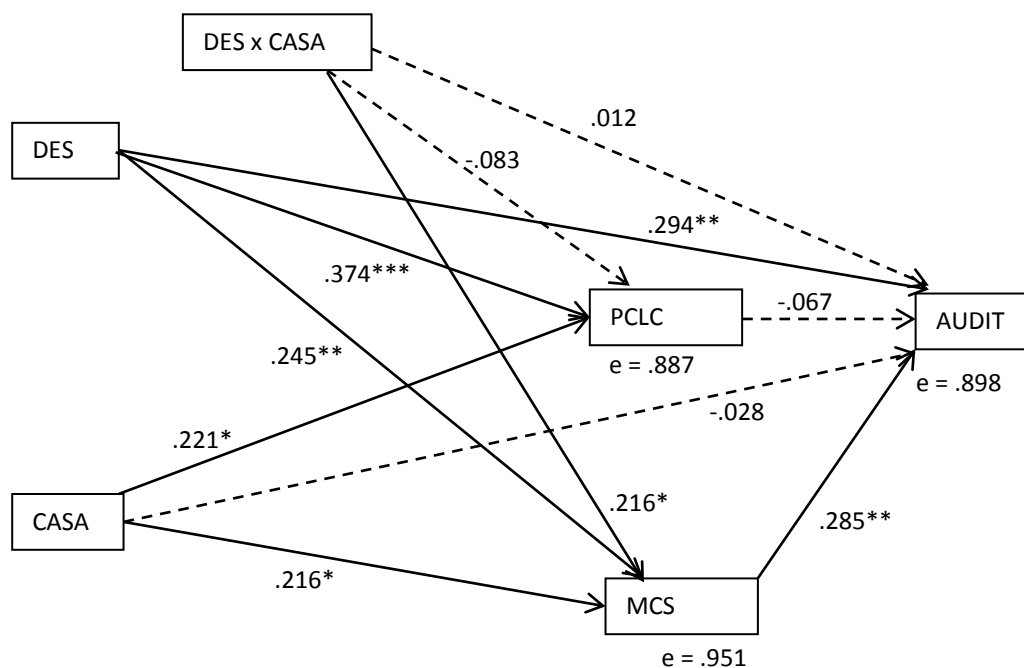 DES x CASA
.012
DES
-.083
.294**
.374***
PCLC
-.067
AUDIT
.245**
e = .887
e = .898
-.028
.221*
CASA
.216*
.285**
.216*
MCS
e = .951